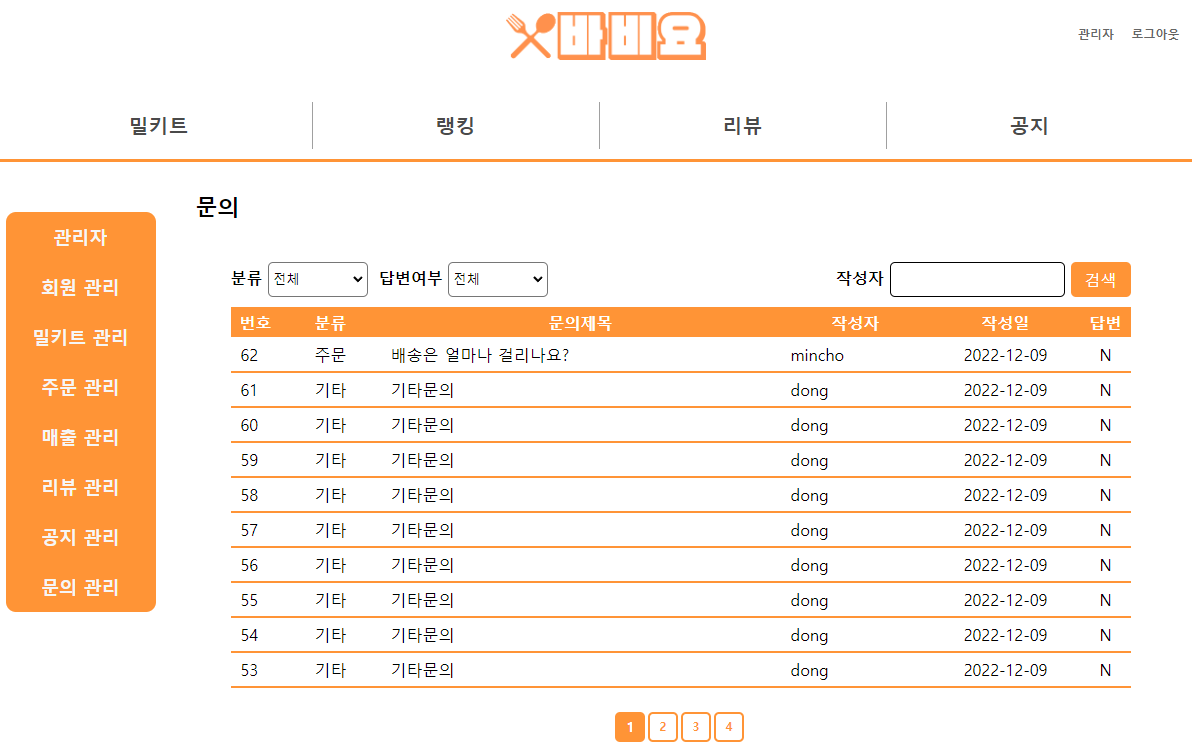 바비요
관리자 로그아웃
밀키트 랭킹 리뷰 공지
문의
관리자
회원 관리
밀키트 관리
주문 관리
매출 관리
리뷰 관리
공지 관리
문의 관리
분류 전체 답변여부 전체 작성자 검색
번호 분류 문의제목 작성자 작성일 답변
62 주문 배송은 얼마나 걸리나요? mincho 2022-12-09 N
61 기타 기타문의 dong 2022-12-09 N
60 기타 기타문의 dong 2022-12-09 N
59 기타 기타문의 dong 2022-12-09 N
58 기타 기타문의 dong 2022-12-09 N
57 기타 기타문의 dong 2022-12-09 N
56 기타 기타문의 dong 2022-12-09 N
55 기타 기타문의 dong 2022-12-09 N
54 기타 기타문의 dong 2022-12-09 N
53 기타 기타문의 dong 2022-12-09 N
1 2 3 4